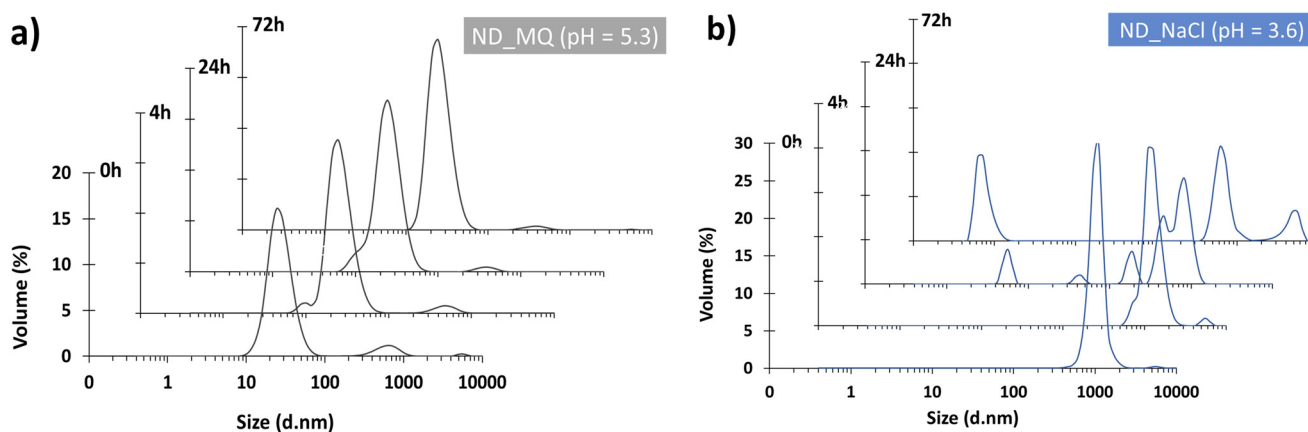 a)
72h
ND_MQ (pH = 5.3)
24h
4h
0h
20
15
10
5
0
Volume (%)
0
1
10
100
1000
10000
Size (d.nm)
b)
72h
ND_NaCl (pH = 3.6)
24h
4h
0h
30
25
20
15
10
5
0
Volume (%)
0
1
10
100
1000
10000
Size (d.nm)